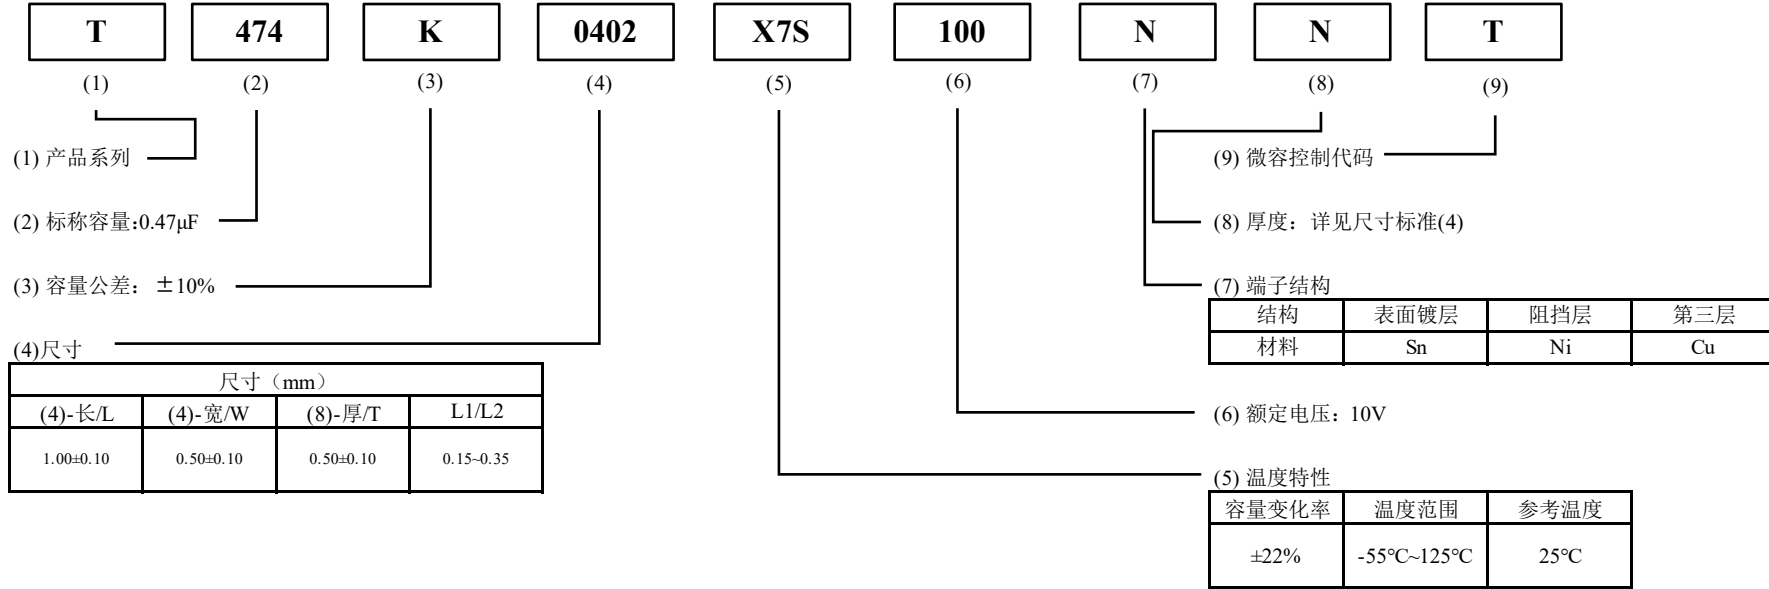 T 474 K 0402 X7S 100 N N T
(1) (2) (3) (4) (5) (6) (7) (8) (9)
(1) 产品系列
(9) 微容控制代码
(2) 标称容量:0.47μF
(8) 厚度：详见尺寸标准(4)
(3) 容量公差：±10%
(7) 端子结构
结构 表面镀层 阻挡层 第三层
材料 Sn Ni Cu
(4)尺寸
尺寸（mm）
(4)-长/L (4)-宽/W (8)-厚/T L1/L2
1.00±0.10 0.50±0.10 0.50±0.10 0.15~0.35
(6) 额定电压：10V
(5) 温度特性
容量变化率 温度范围 参考温度
±22% -55℃~125℃ 25℃